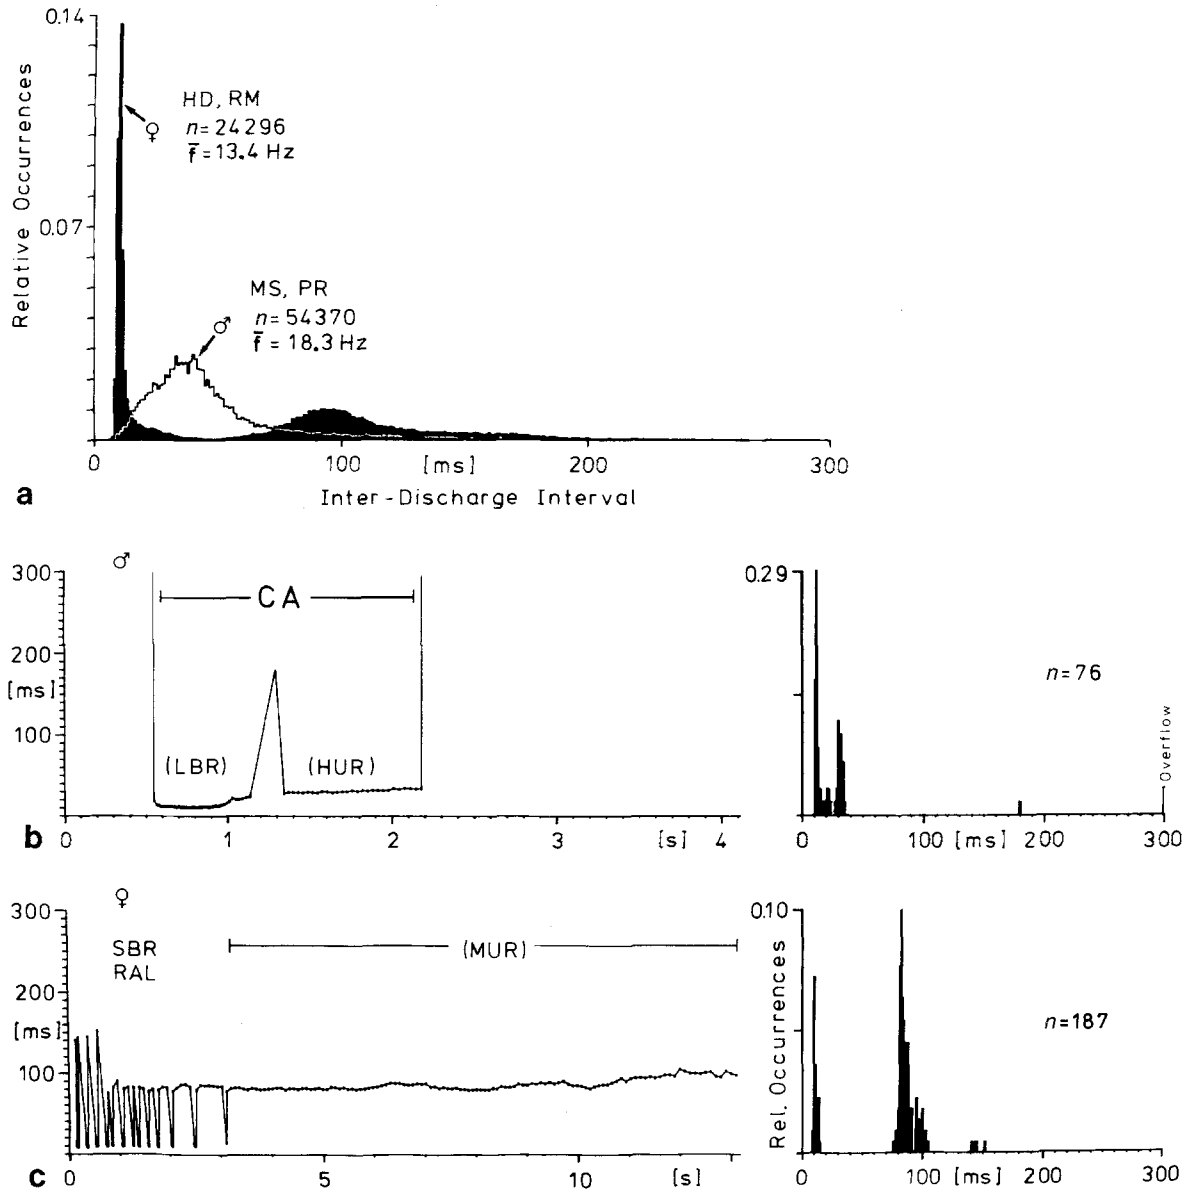 0.14
HD, RM
♀ n=24296
f̄=13.4 Hz
0.07
Relative Occurrences
MS, PR
♂ n=54370
f̄=18.3 Hz
0 100 [ms] 200 300
a Inter-Discharge Interval
♂
300
CA
200
[ms]
100
(LBR) (HUR)
b 0 1 2 3 [s] 4
0.29
n=76
Overflow
0 100 [ms] 200 300
♀
300
SBR
RAL
(MUR)
200
[ms]
100
c 0 5 10 [s]
0.10
Rel. Occurrences
n=187
0 100 [ms] 200 300